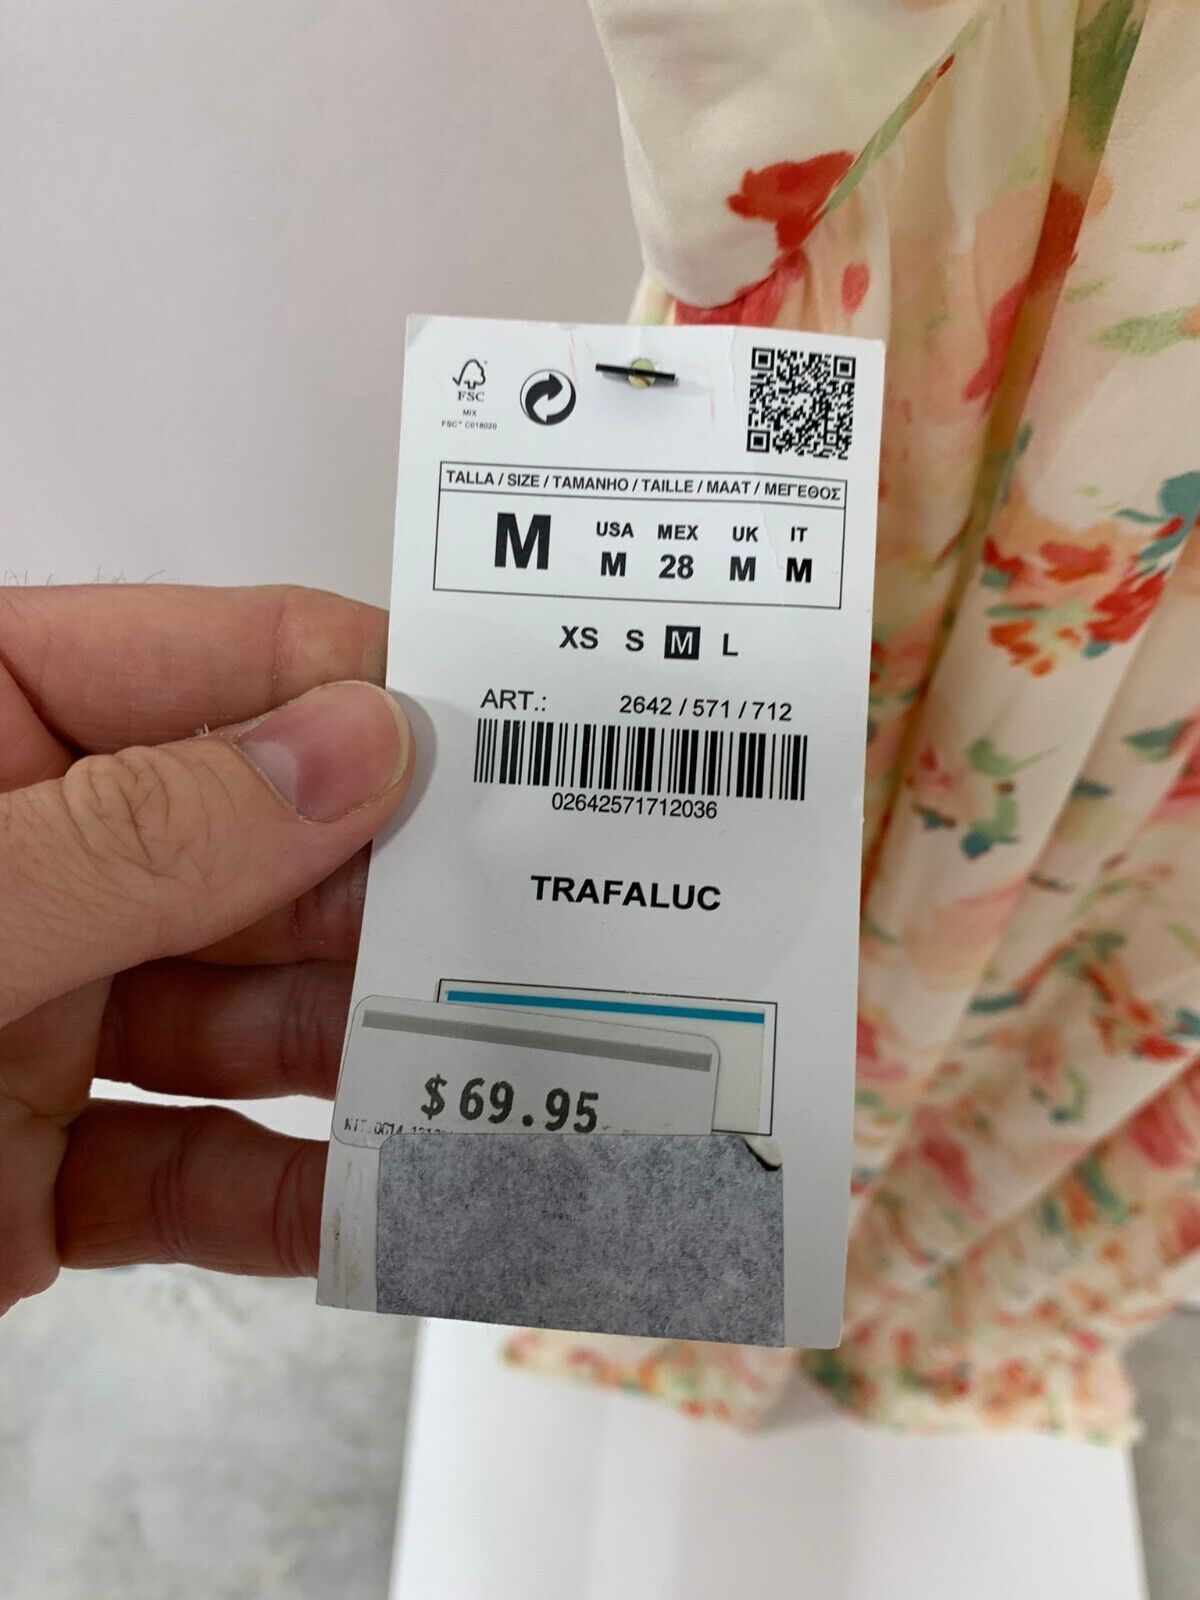 FSC
MIX
FSC™ C018020
TALLA / SIZE / TAMANHO / TAILLE / MAAT / ΜΕΓΕΘΟΣ
M
USA MEX UK IT
M 28 M M
XS S M L
ART.: 2642 / 571 / 712
02642571712036
TRAFALUC
$69.95